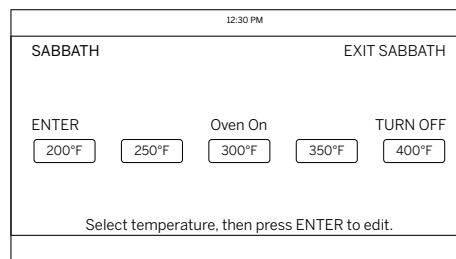 12:30 PM
SABBATH EXIT SABBATH
ENTER Oven On TURN OFF
200°F 250°F 300°F 350°F 400°F
Select temperature, then press ENTER to edit.